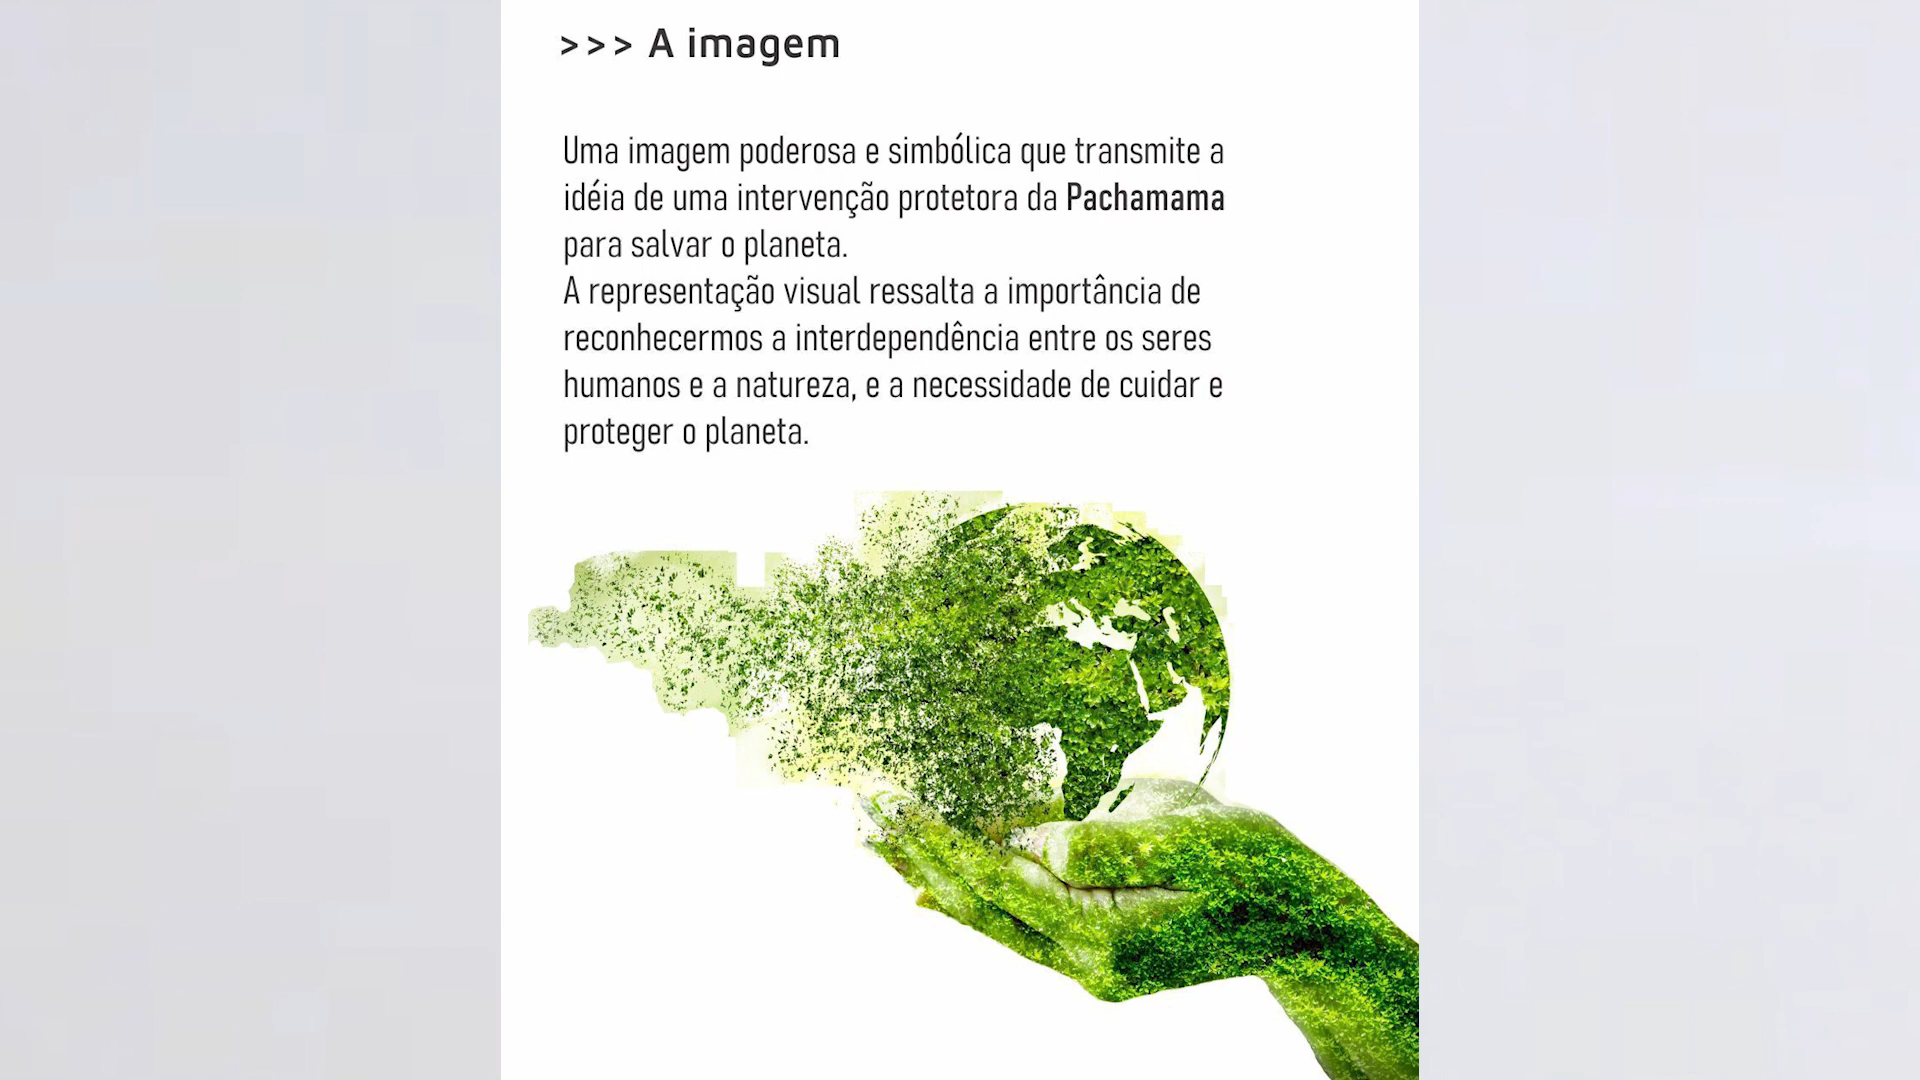 >>> A imagem
Uma imagem poderosa e simbólica que transmite a
idéia de uma intervenção protetora da Pachamama
para salvar o planeta.
A representação visual ressalta a importância de
reconhecermos a interdependência entre os seres
humanos e a natureza, e a necessidade de cuidar e
proteger o planeta.